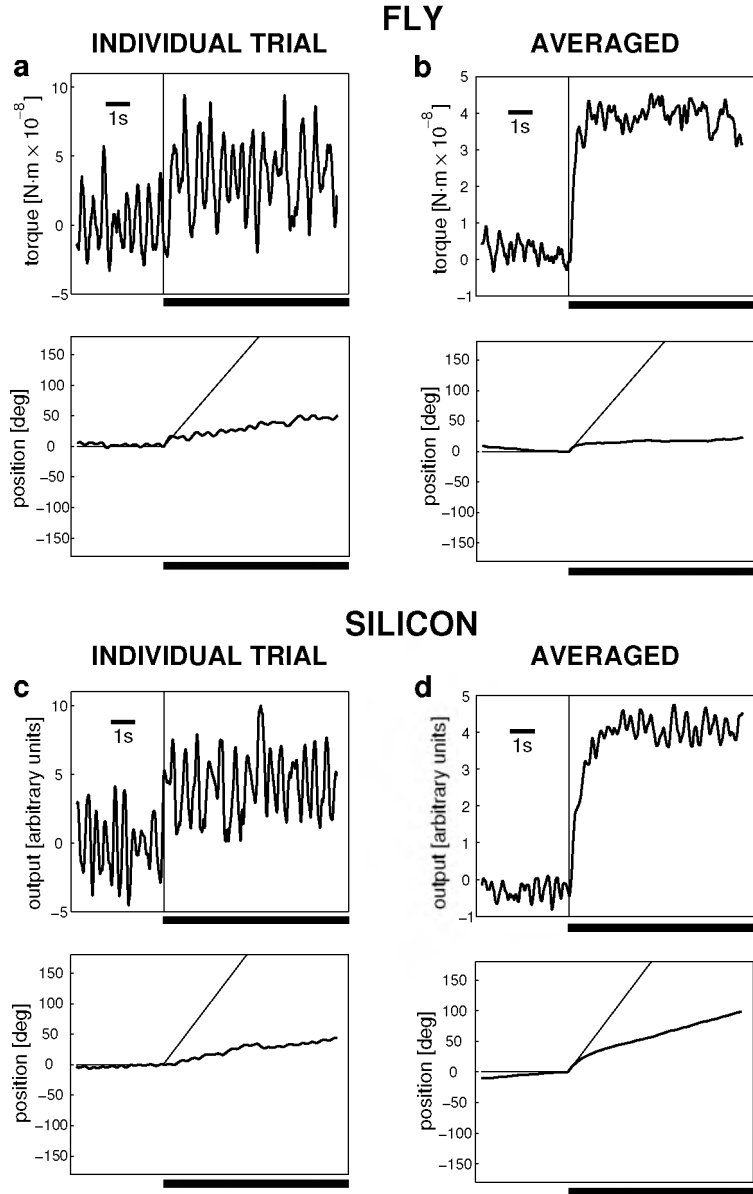 FLY
INDIVIDUAL TRIAL
AVERAGED
a
torque [N·m × 10⁻⁸]
10
5
0
−5
1s
b
torque [N·m × 10⁻⁸]
5
4
3
2
1
0
−1
1s
position [deg]
150
100
50
0
−50
−100
−150
position [deg]
150
100
50
0
−50
−100
−150
SILICON
INDIVIDUAL TRIAL
AVERAGED
c
output [arbitrary units]
10
5
0
−5
1s
d
output [arbitrary units]
5
4
3
2
1
0
−1
1s
position [deg]
150
100
50
0
−50
−100
−150
position [deg]
150
100
50
0
−50
−100
−150